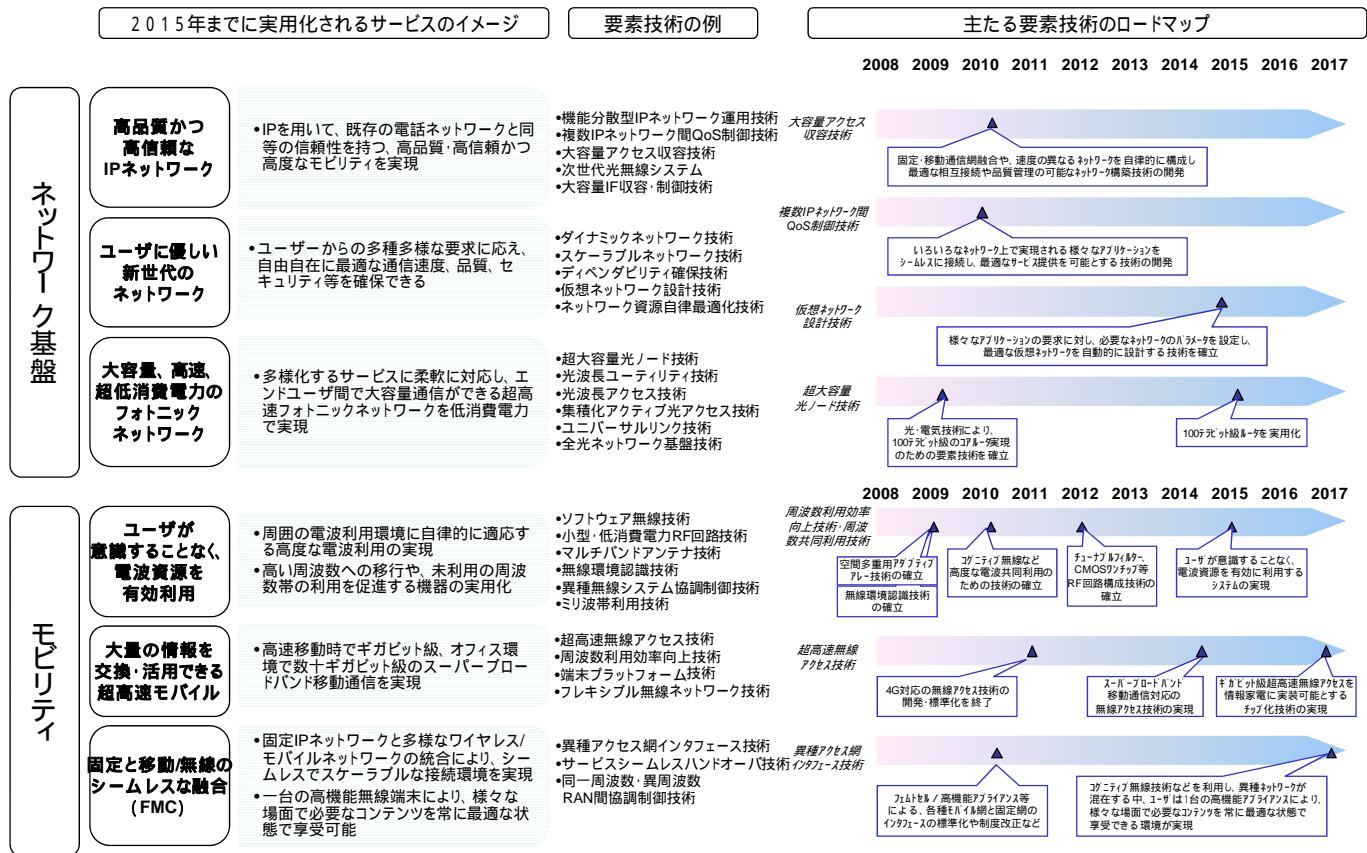 2015年までに実用化されるサービスのイメージ
要素技術の例
主たる要素技術のロードマップ
2008 2009 2010 2011 2012 2013 2014 2015 2016 2017
ネットワーク基盤
高品質かつ
高信頼な
IPネットワーク
•IPを用いて、既存の電話ネットワークと同
等の信頼性を持つ、高品質・高信頼かつ
高度なモビリティを実現
•機能分散型IPネットワーク運用技術
•複数IPネットワーク間QoS制御技術
•大容量アクセス収容技術
•次世代光無線システム
•大容量IF収容・制御技術
大容量アクセス
収容技術
固定・移動通信網融合や、速度の異なるネットワークを自律的に構成し
最適な相互接続や品質管理の可能なネットワーク構築技術の開発
複数IPネットワーク間
QoS制御技術
いろいろなネットワーク上で実現される様々なアプリケーションを
シームレスに接続し、最適なサービス提供を可能とする技術の開発
ユーザに優しい
新世代の
ネットワーク
•ユーザーからの多種多様な要求に応え、
自由自在に最適な通信速度、品質、セ
キュリティ等を確保できる
•ダイナミックネットワーク技術
•スケーラブルネットワーク技術
•ディペンダビリティ確保技術
•仮想ネットワーク設計技術
•ネットワーク資源自律最適化技術
仮想ネットワーク
設計技術
様々なアプリケーションの要求に対し、必要なネットワークのパラメータを設定し、
最適な仮想ネットワークを自動的に設計する技術を確立
大容量、高速、
超低消費電力の
フォトニック
ネットワーク
•多様化するサービスに柔軟に対応し、エ
ンドユーザ間で大容量通信ができる超高
速フォトニックネットワークを低消費電力
で実現
•超大容量光ノード技術
•光波長ユーティリティ技術
•光波長アクセス技術
•集積化アクティブ光アクセス技術
•ユニバーサルリンク技術
•全光ネットワーク基盤技術
超大容量
光ノード技術
光・電気技術により、
100テラビット級のコアルータ実現
のための要素技術を確立
100テラビット級ルータを実用化
2008 2009 2010 2011 2012 2013 2014 2015 2016 2017
モビリティ
ユーザが
意識することなく、
電波資源を
有効利用
•周囲の電波利用環境に自律的に適応す
る高度な電波利用の実現
•高い周波数への移行や、未利用の周波
数帯の利用を促進する機器の実用化
•ソフトウェア無線技術
•小型・低消費電力RF回路技術
•マルチバンドアンテナ技術
•無線環境認識技術
•異種無線システム協調制御技術
•ミリ波帯利用技術
周波数利用効率
向上技術・周波
数共同利用技術
空間多重用アダプティブ
アレー技術の確立
無線環境認識技術
の確立
コグニティブ無線など
高度な電波共同利用の
ための技術の確立
チューナブルフィルター、
CMOSワンチップ等
RF回路構成技術の
確立
ユーザが意識することなく、
電波資源を有効に利用する
システムの実現
大量の情報を
交換・活用できる
超高速モバイル
•高速移動時でギガビット級、オフィス環
境で数十ギガビット級のスーパーブロー
ドバンド移動通信を実現
•超高速無線アクセス技術
•周波数利用効率向上技術
•端末プラットフォーム技術
•フレキシブル無線ネットワーク技術
超高速無線
アクセス技術
4G対応の無線アクセス技術の
開発・標準化を終了
スーパーブロードバンド
移動通信対応の
無線アクセス技術の実現
ギガビット級超高速無線アクセスを
情報家電に実装可能とする
チップ化技術の実現
固定と移動/無線の
シームレスな融合
(FMC)
•固定IPネットワークと多様なワイヤレス/
モバイルネットワークの統合により、シー
ムレスでスケーラブルな接続環境を実現
•一台の高機能無線端末により、様々な
場面で必要なコンテンツを常に最適な状
態で享受可能
•異種アクセス網インタフェース技術
•サービスシームレスハンドオーバ技術
•同一周波数・異周波数
RAN間協調制御技術
異種アクセス網
インタフェース技術
フェムトセル/高機能アプライアンス等
による、各種モバイル網と固定網の
インタフェースの標準化や制度改正など
コグニティブ無線技術などを利用し、異種ネットワークが
混在する中、ユーザは1台の高機能アプライアンスにより、
様々な場面で必要なコンテンツを常に最適な状態で
享受できる環境が実現